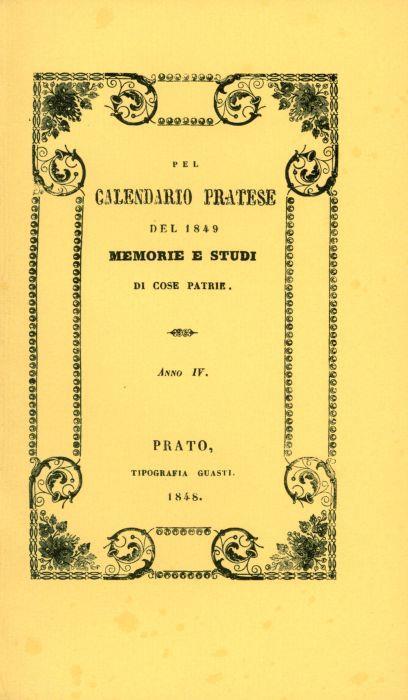 PEL
CALENDARIO PRATESE
DEL 1849
MEMORIE E STUDI
DI COSE PATRIE.
ANNO IV.
PRATO,
TIPOGRAFIA GUASTI.
1848.